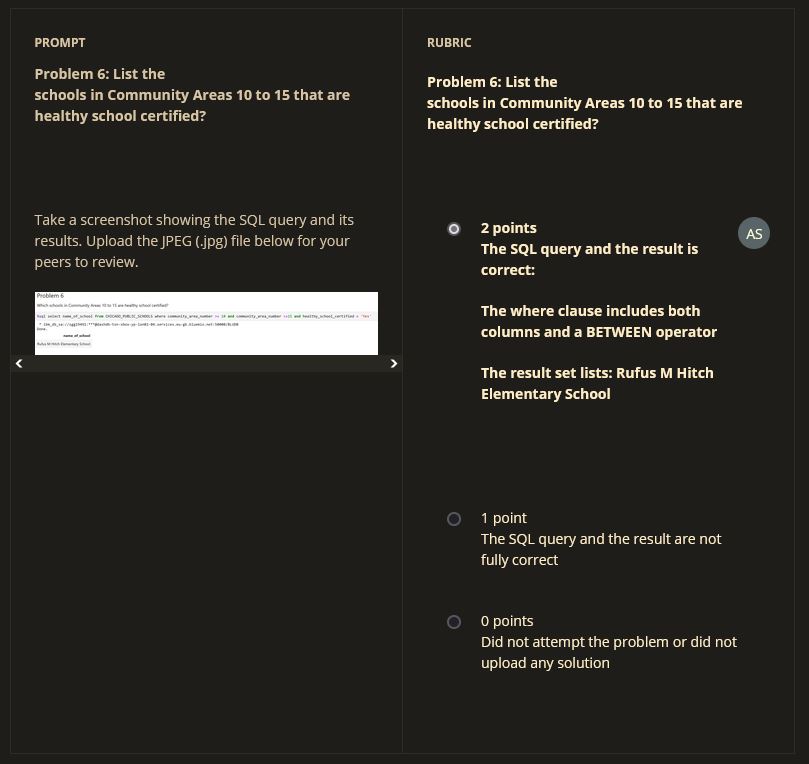 PROMPT
Problem 6: List the
schools in Community Areas 10 to 15 that are
healthy school certified?
Take a screenshot showing the SQL query and its
results. Upload the JPEG (.jpg) file below for your
peers to review.
Problem 6
Which schools in Community Areas 10 to 15 are healthy school certified?
%sql select name_of_school from CHICAGO_PUBLIC_SCHOOLS where community_area_number >= 10 and community_area_number <=15 and healthy_school_certified = 'Yes'
Done.
name_of_school
Rufus M Hitch Elementary School
RUBRIC
Problem 6: List the
schools in Community Areas 10 to 15 that are
healthy school certified?
2 points
AS
The SQL query and the result is
correct:
The where clause includes both
columns and a BETWEEN operator
The result set lists: Rufus M Hitch
Elementary School
1 point
The SQL query and the result are not
fully correct
0 points
Did not attempt the problem or did not
upload any solution